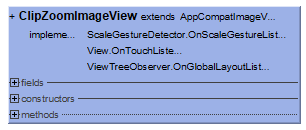 + ClipZoomImageView extends AppCompatImageV...
impleme... ScaleGestureDetector.OnScaleGestureList...
View.OnTouchListe...
ViewTreeObserver.OnGlobalLayoutList...
fields
constructors
methods